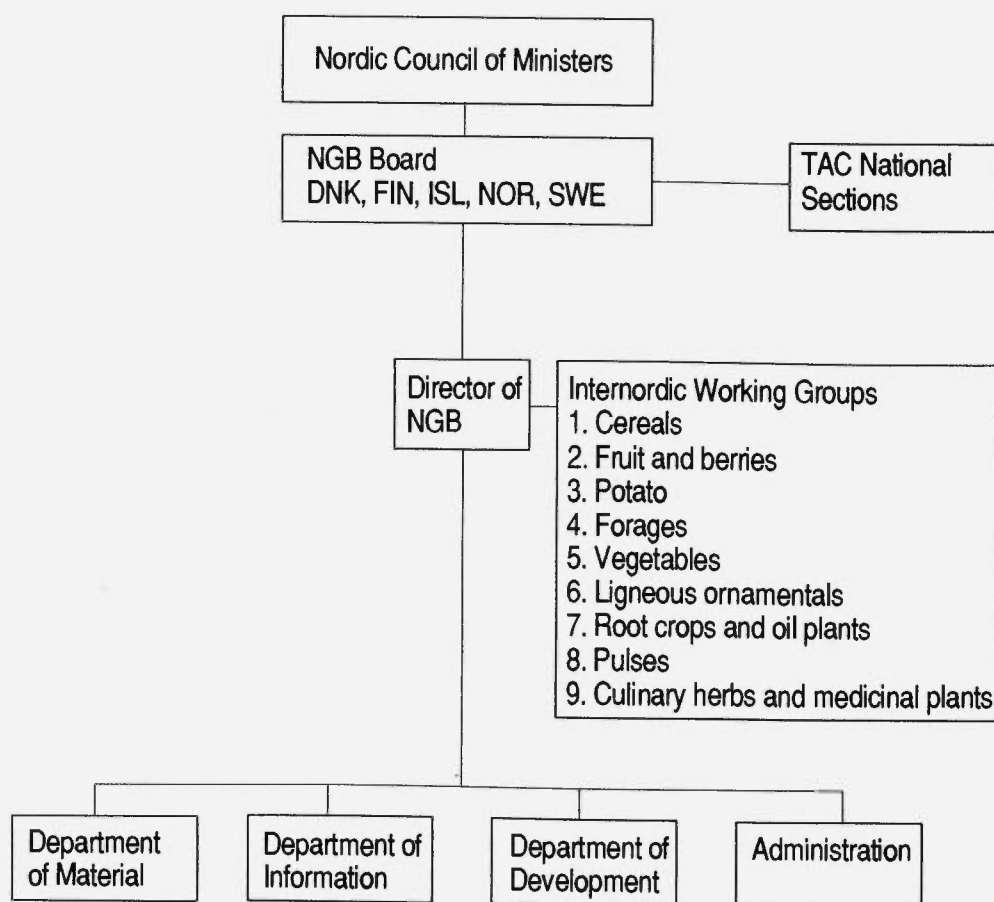 Nordic Council of Ministers
NGB Board
DNK, FIN, ISL, NOR, SWE
TAC National
Sections
Director of
NGB
Internordic Working Groups
1. Cereals
2. Fruit and berries
3. Potato
4. Forages
5. Vegetables
6. Ligneous ornamentals
7. Root crops and oil plants
8. Pulses
9. Culinary herbs and medicinal plants
Department
of Material
Department of
Information
Department of
Development
Administration